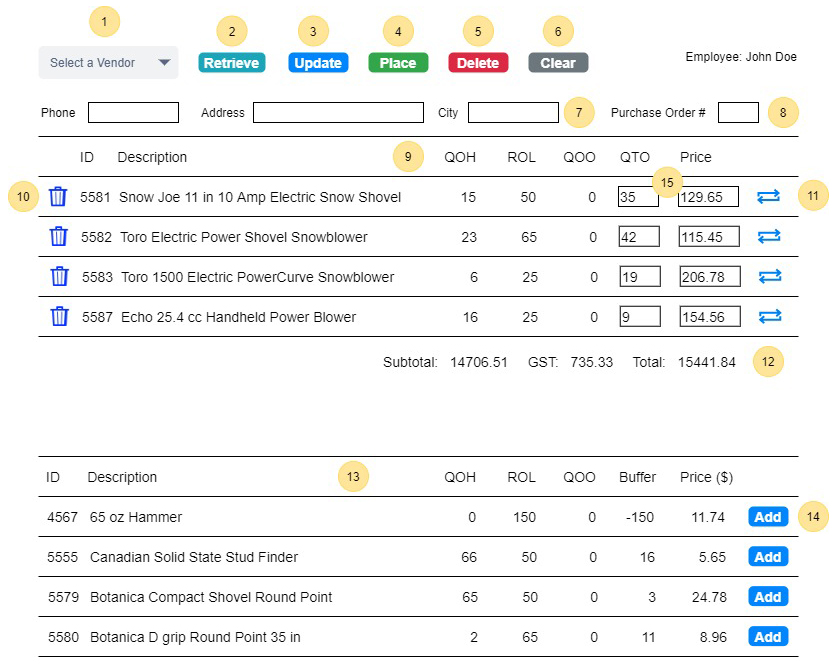 1 2 3 4 5 6
Select a Vendor Retrieve Update Place Delete Clear Employee: John Doe
Phone Address City 7 Purchase Order # 8
ID Description 9 QOH ROL QOO QTO Price
15
10 5581 Snow Joe 11 in 10 Amp Electric Snow Shovel 15 50 0 35 129.65 11
5582 Toro Electric Power Shovel Snowblower 23 65 0 42 115.45
5583 Toro 1500 Electric PowerCurve Snowblower 6 25 0 19 206.78
5587 Echo 25.4 cc Handheld Power Blower 16 25 0 9 154.56
Subtotal: 14706.51 GST: 735.33 Total: 15441.84 12
ID Description 13 QOH ROL QOO Buffer Price ($)
4567 65 oz Hammer 0 150 0 -150 11.74 Add 14
5555 Canadian Solid State Stud Finder 66 50 0 16 5.65 Add
5579 Botanica Compact Shovel Round Point 65 50 0 3 24.78 Add
5580 Botanica D grip Round Point 35 in 2 65 0 11 8.96 Add